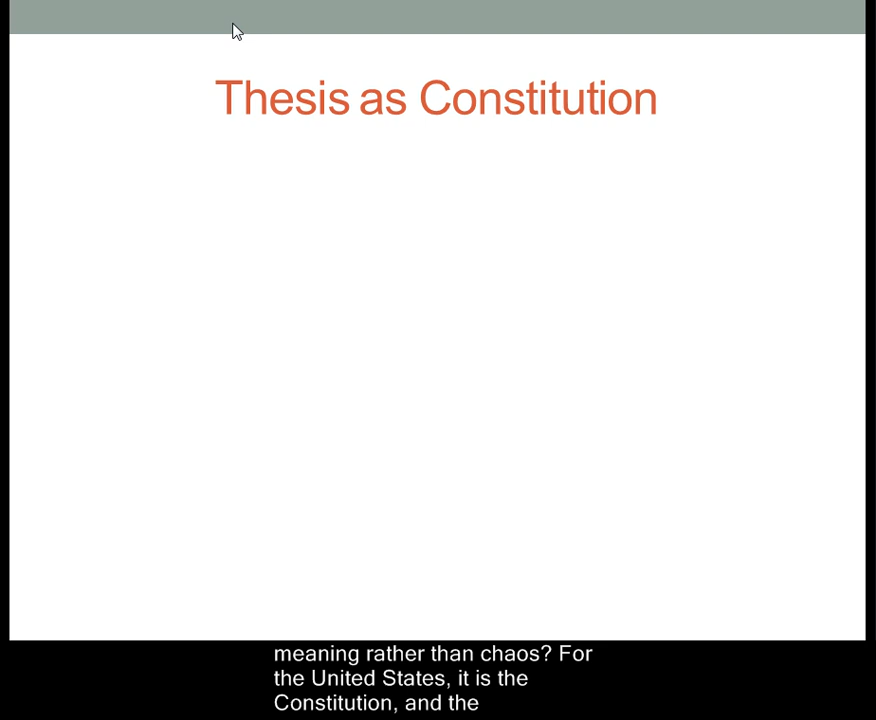 Thesis as Constitution
meaning rather than chaos? For
the United States, it is the
Constitution, and the